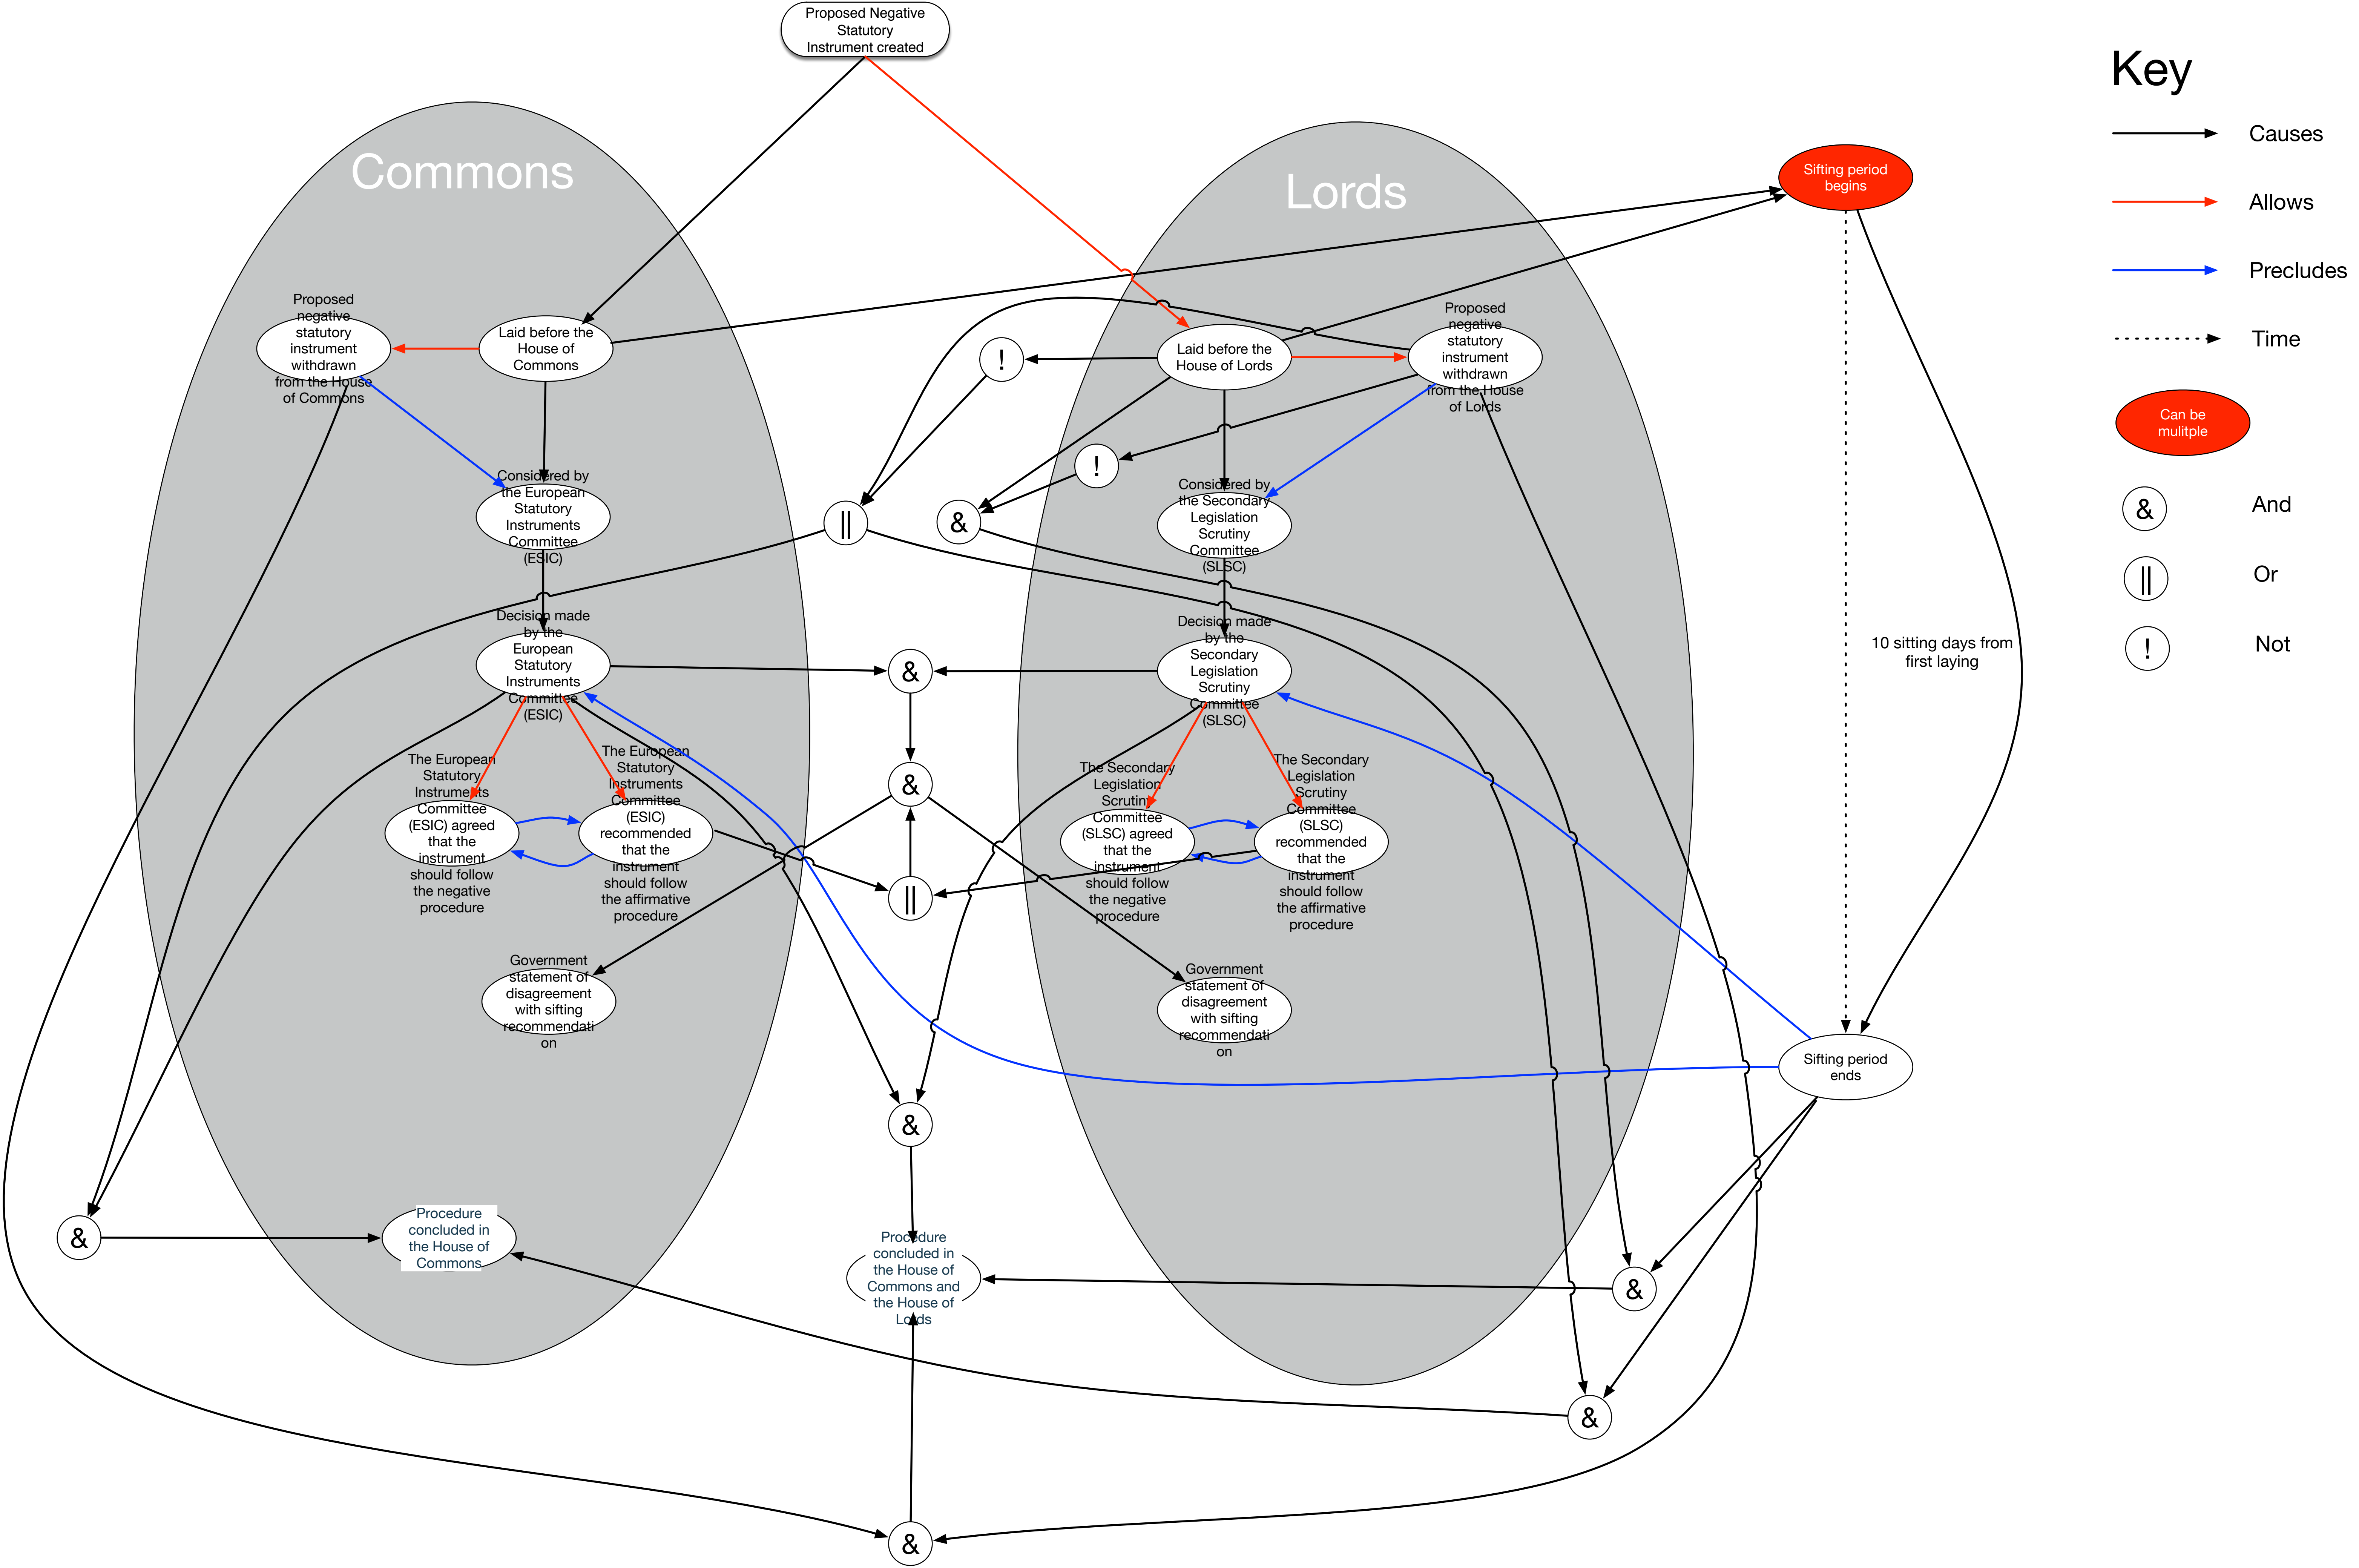 Proposed Negative
Statutory
Instrument created
Key
Causes
Allows
Precludes
Time
Can be
mulitple
&
And
||
Or
!
Not
Commons
Lords
Sifting period
begins
Proposed
negative
statutory
instrument
withdrawn
from the House
of Commons
Laid before the
House of
Commons
!
Laid before the
House of Lords
Proposed
negative
statutory
instrument
withdrawn
from the House
of Lords
!
Considered by
the European
Statutory
Instruments
Committee
(ESIC)
||
&
Considered by
the Secondary
Legislation
Scrutiny
Committee
(SLSC)
Decision made
by the
European
Statutory
Instruments
Committee
(ESIC)
&
Decision made
by the
Secondary
Legislation
Scrutiny
Committee
(SLSC)
10 sitting days from
first laying
The European
Statutory
Instruments
Committee
(ESIC) agreed
that the
instrument
should follow
the negative
procedure
The European
Statutory
Instruments
Committee
(ESIC)
recommended
that the
instrument
should follow
the affirmative
procedure
&
||
The Secondary
Legislation
Scrutiny
Committee
(SLSC) agreed
that the
instrument
should follow
the negative
procedure
The Secondary
Legislation
Scrutiny
Committee
(SLSC)
recommended
that the
instrument
should follow
the affirmative
procedure
Government
statement of
disagreement
with sifting
recommendati
on
Government
statement of
disagreement
with sifting
recommendati
on
Sifting period
ends
&
&
Procedure
concluded in
the House of
Commons
Procedure
concluded in
the House of
Commons and
the House of
Lords
&
&
&